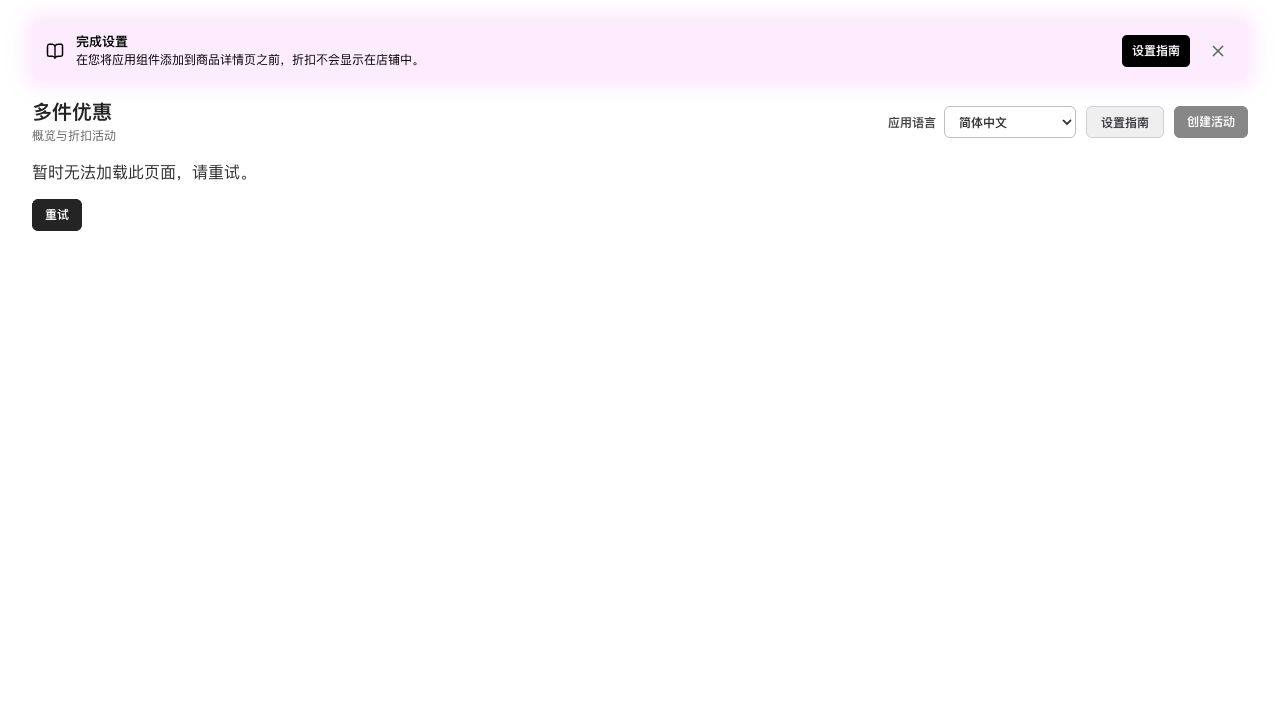 完成设置
在您将应用组件添加到商品详情页之前，折扣不会显示在店铺中。
设置指南
多件优惠
概览与折扣活动
应用语言
简体中文
设置指南
创建活动
暂时无法加载此页面，请重试。
重试